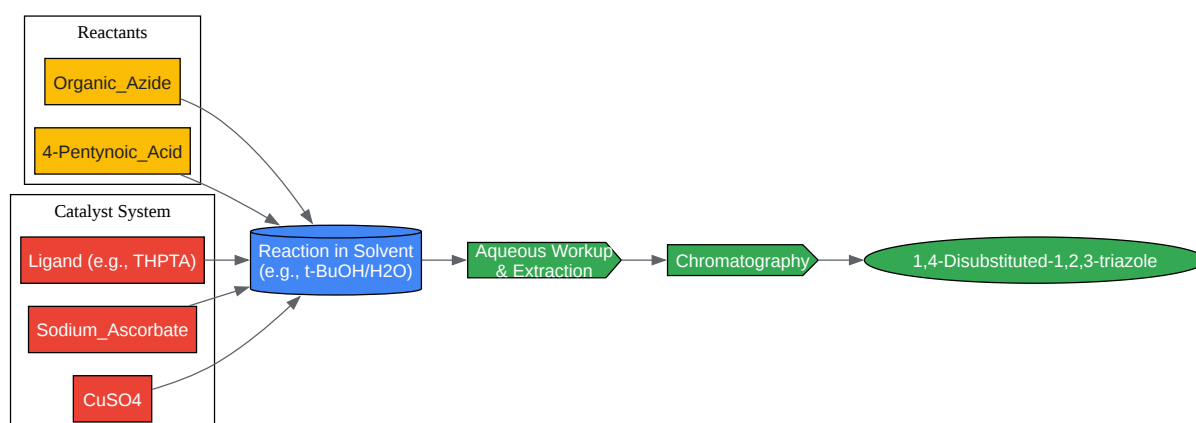 Reactants
Organic_Azide
4-Pentynoic_Acid
Catalyst System
Ligand (e.g., THPTA)
Sodium_Ascorbate
CuSO4
Reaction in Solvent
(e.g., t-BuOH/H2O)
Aqueous Workup
& Extraction
Chromatography
1,4-Disubstituted-1,2,3-triazole